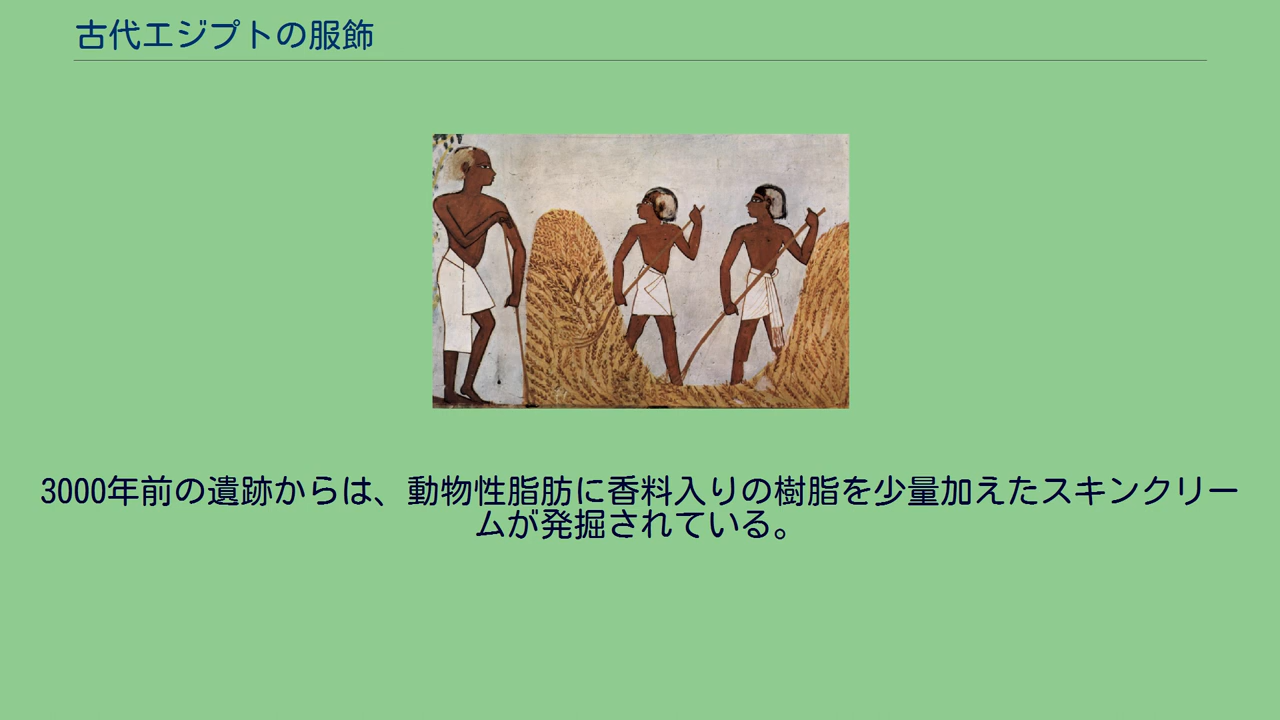 古代エジプトの服飾
3000年前の遺跡からは、動物性脂肪に香料入りの樹脂を少量加えたスキンクリー
ムが発掘されている。